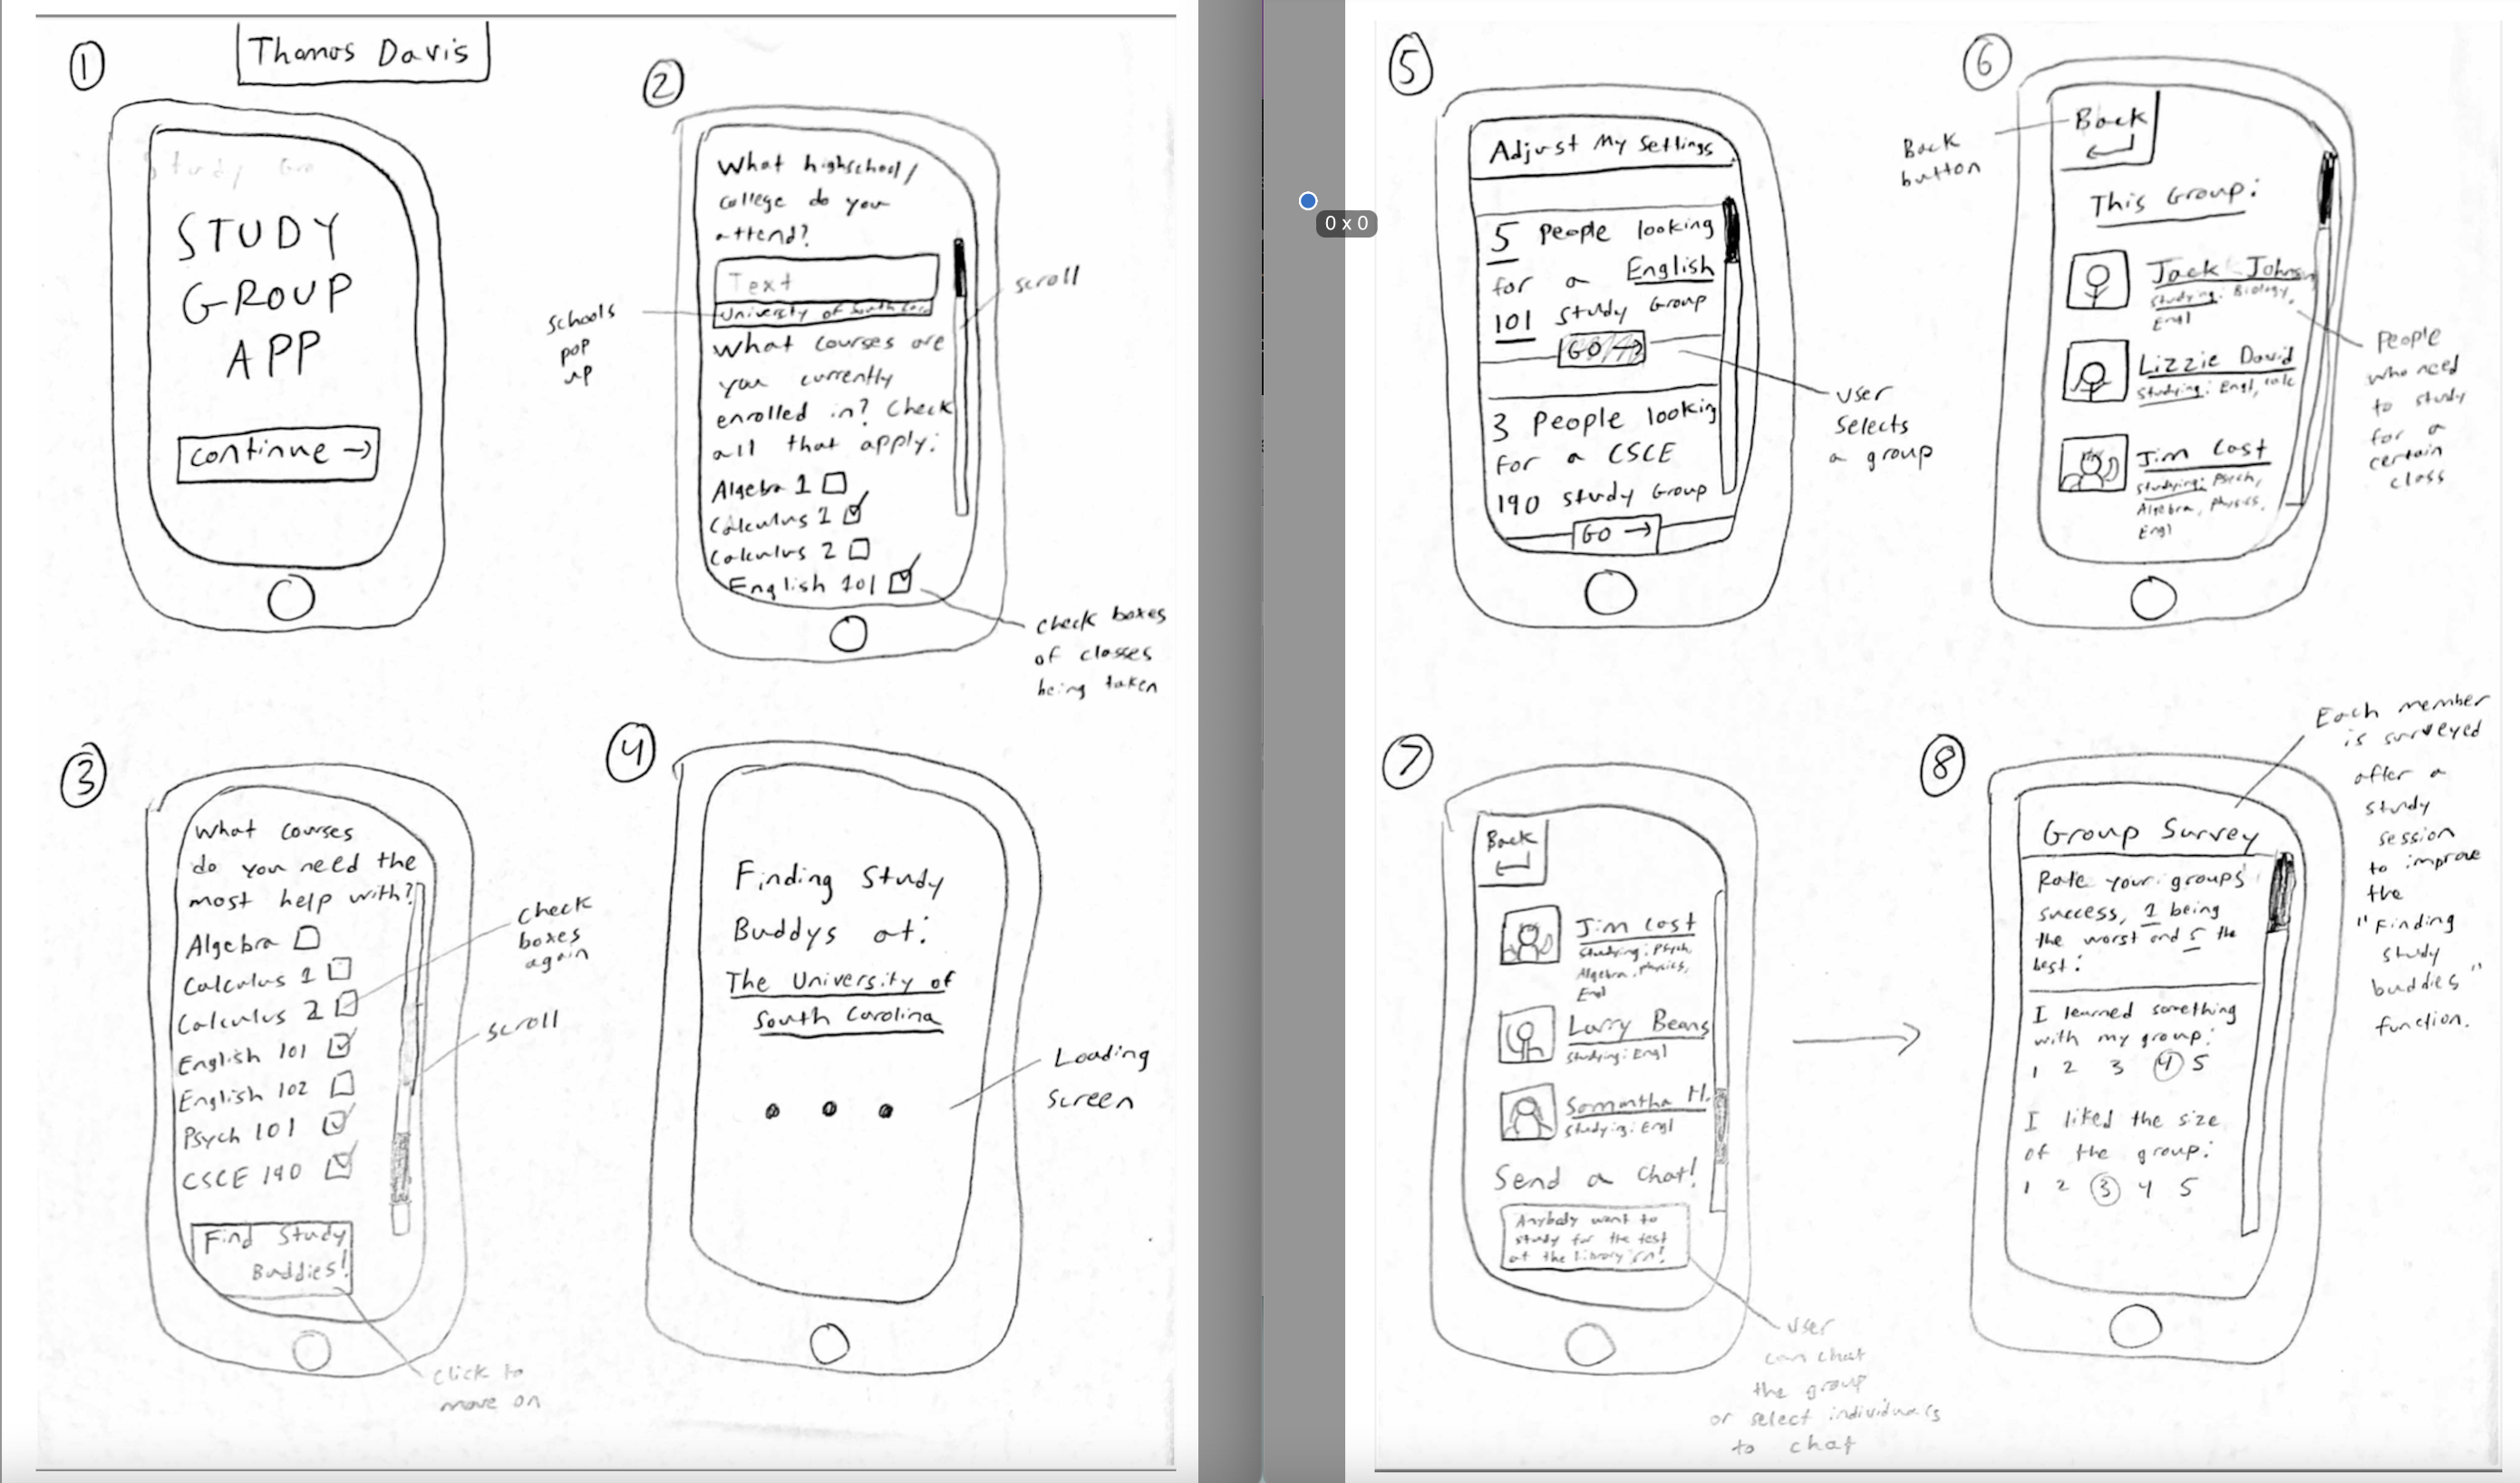 1
Thomas Davis
Study Gro
STUDY
GROUP
APP
continue →
2
What highschool/
college do you
attend?
Text
University of South Caro
What courses are
you currently
enrolled in? Check
all that apply:
Algebra 1
Calculus 1
Calculus 2
English 101
schools
pop
up
scroll
check boxes
of classes
being taken
3
What courses
do you need the
most help with?
Algebra
Calculus 1
Calculus 2
English 101
English 102
Psych 101
CSCE 190
Find Study
Buddies!
check
boxes
again
scroll
click to
move on
4
Finding Study
Buddys at:
The University of
South Carolina
Loading
screen
5
Adjust My Settings
5 People looking
for a English
101 Study Group
GO →
3 People looking
for a CSCE
190 Study Group
GO →
user
selects
a group
0 x 0
6
Back
button
Back
This Group:
Jack Johnson
Studying: Biology,
Engl
Lizzie David
Studying: Engl, calc
Jim Cost
Studying: Psych,
Algebra, physics,
Engl
People
who need
to study
for a
certain
class
7
Back
Jim Cost
Studying: Psych,
Algebra, physics,
Engl
Larry Beans
Studying: Engl
Samantha H.
Studying: Engl
Send a Chat!
Anybody want to
study for the test
at the library
user
can chat
the group
or select individuals
to chat
8
Group Survey
Rate your groups
success, 1 being
the worst and 5 the
best:
I learned something
with my group:
1 2 3 4 5
I liked the size
of the group:
1 2 3 4 5
Each member
is surveyed
after a
study
session
to improve
the
"Finding
study
buddies"
function.